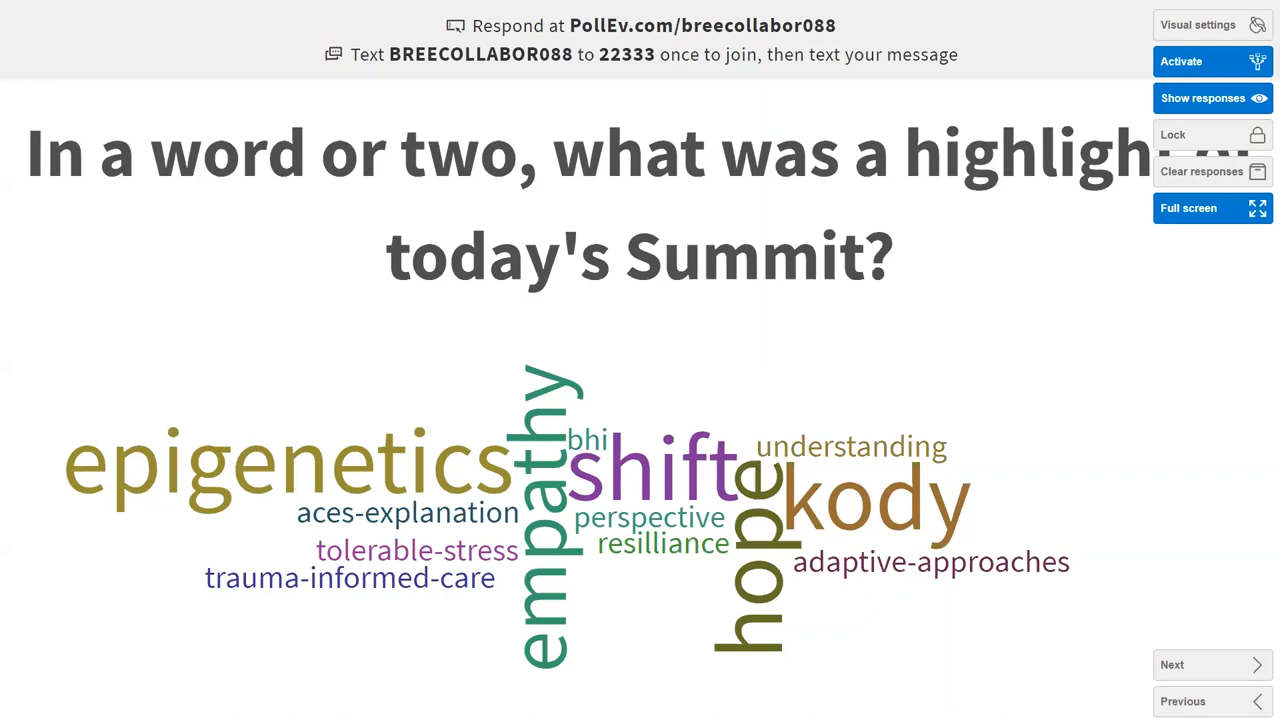 Respond at PollEv.com/breecollabor088
Text BREECOLLABOR088 to 22333 once to join, then text your message
Visual settings
Activate
Show responses
Lock
Clear responses
Full screen
In a word or two, what was a highlight of
today's Summit?
empathy
epigenetics
bhi
shift
understanding
hope
kody
aces-explanation
perspective
tolerable-stress
resilliance
adaptive-approaches
trauma-informed-care
Next
Previous